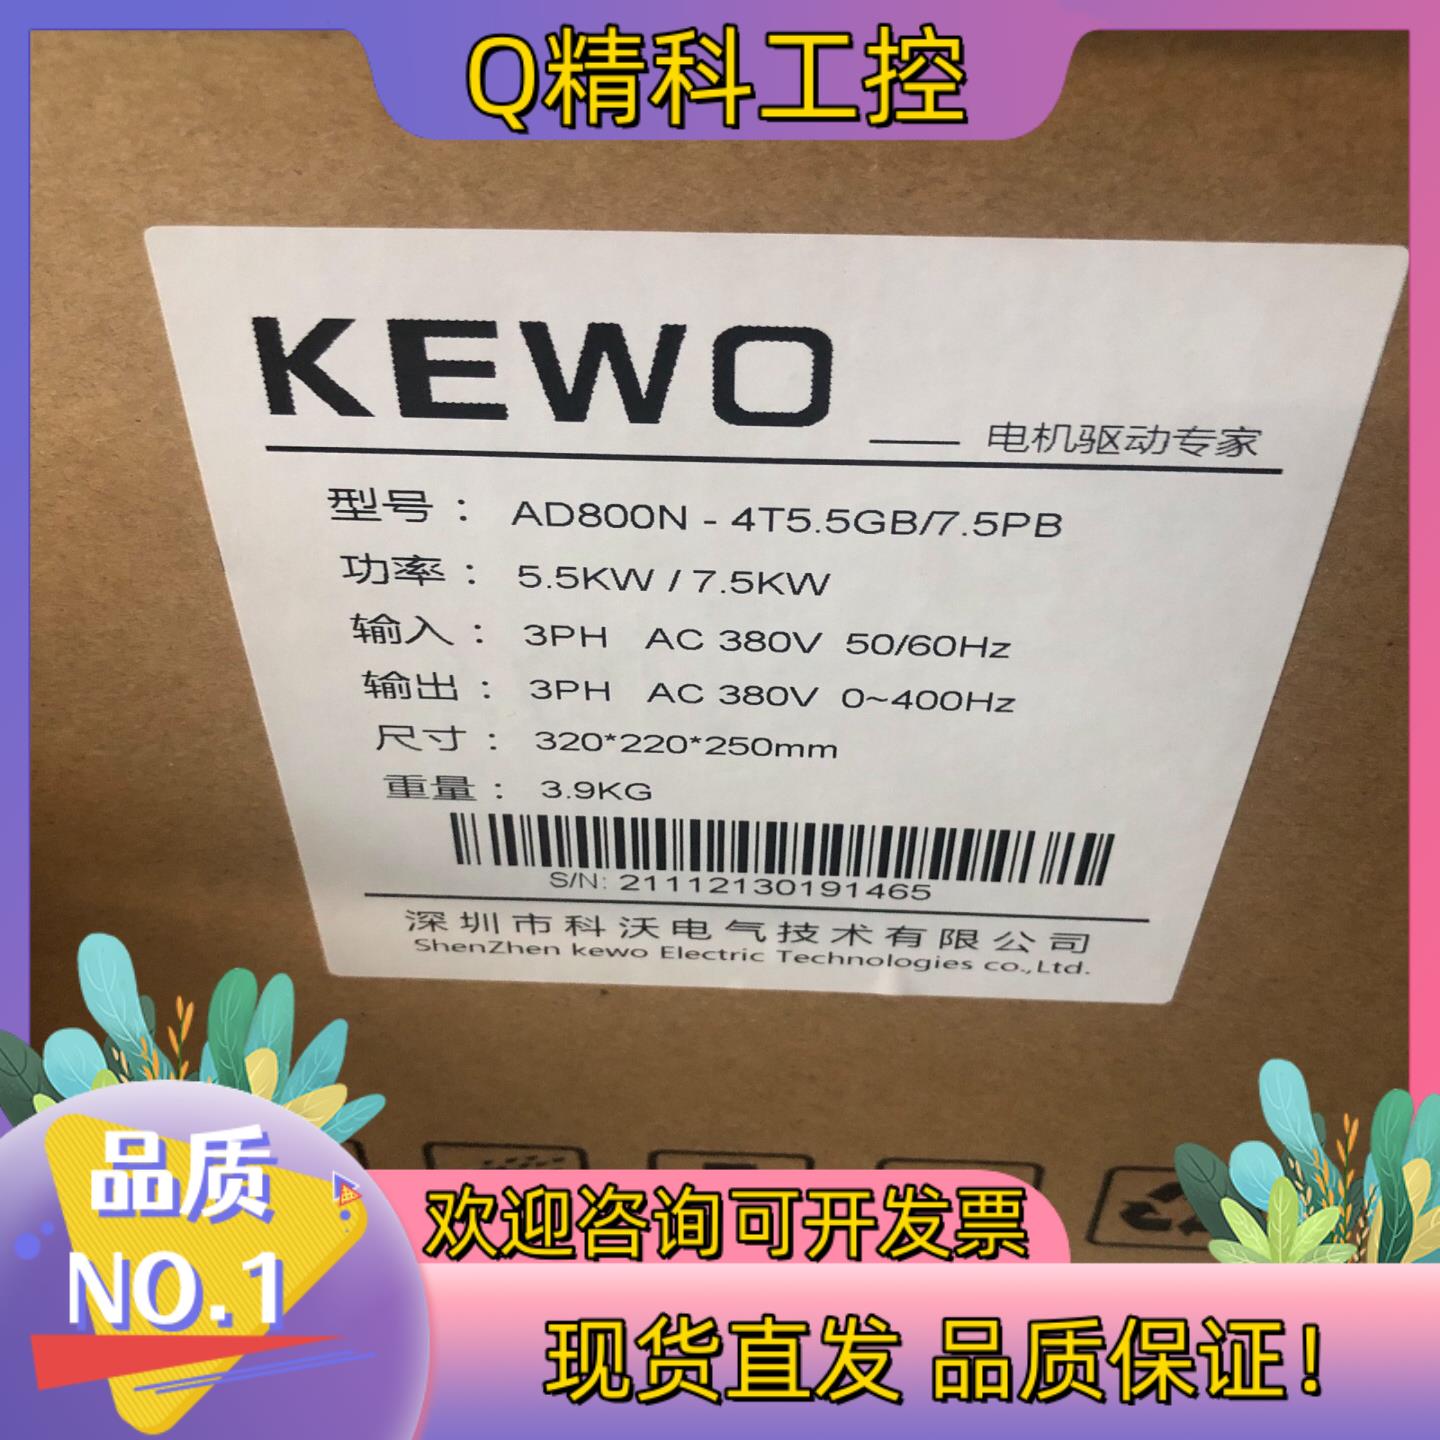 Q精科工控
KEWO
—— 电机驱动专家
型号： AD800N - 4T5.5GB/7.5PB
功率： 5.5KW / 7.5KW
输入： 3PH AC 380V 50/60Hz
输出： 3PH AC 380V 0~400Hz
尺寸： 320*220*250mm
重量： 3.9KG
S/N: 21112130191465
深圳市科沃电气技术有限公司
ShenZhen kewo Electric Technologies co.,Ltd.
品质
NO.1
欢迎咨询可开发票
现货直发 品质保证!